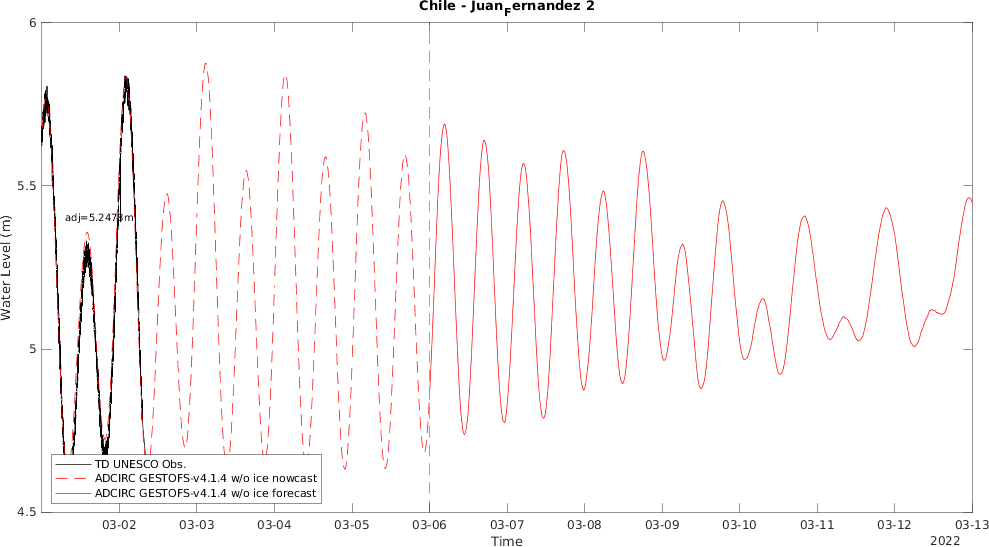 Chile - Juan_Fernandez 2
6
5.5
5
4.5
Water Level (m)
adj=5.2473m
TD UNESCO Obs.
ADCIRC GESTOFS-v4.1.4 w/o ice nowcast
ADCIRC GESTOFS-v4.1.4 w/o ice forecast
03-02 03-03 03-04 03-05 03-06 03-07 03-08 03-09 03-10 03-11 03-12 03-13
Time
2022